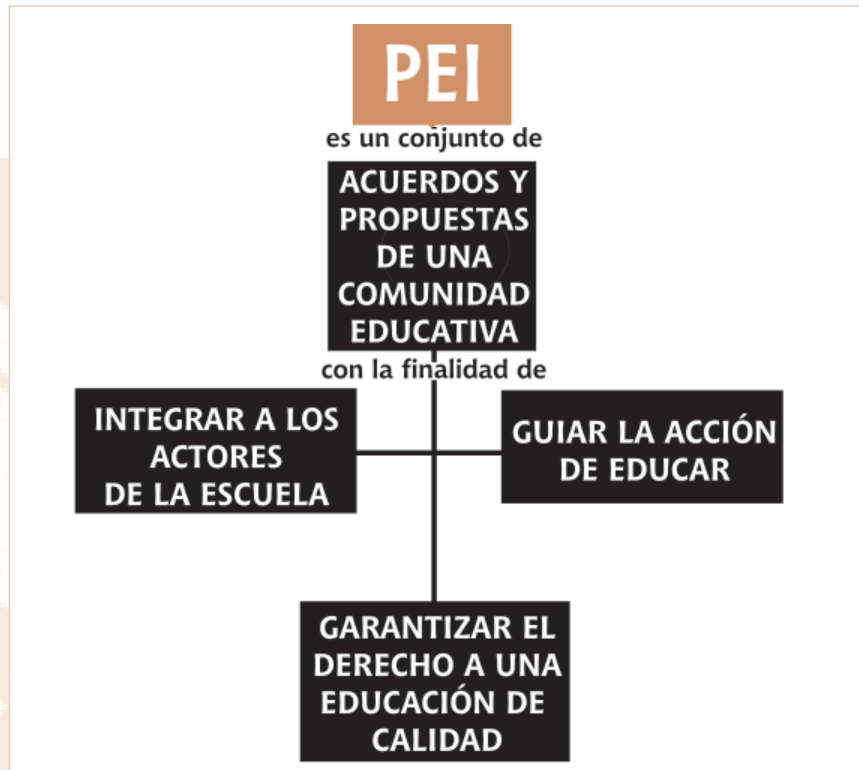 PEI
es un conjunto de
ACUERDOS Y
PROPUESTAS
DE UNA
COMUNIDAD
EDUCATIVA
con la finalidad de
INTEGRAR A LOS
ACTORES
DE LA ESCUELA
GUIAR LA ACCIÓN
DE EDUCAR
GARANTIZAR EL
DERECHO A UNA
EDUCACIÓN DE
CALIDAD